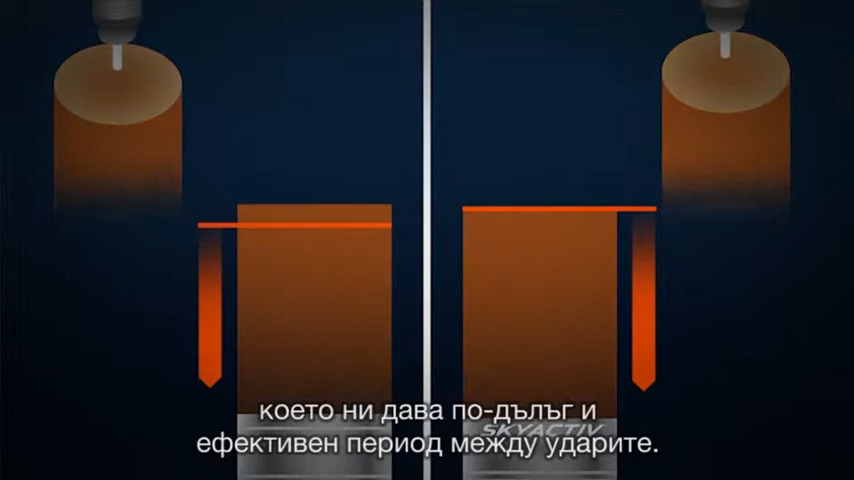 SKYACTIV
което ни дава по-дълъг и
ефективен период между ударите.